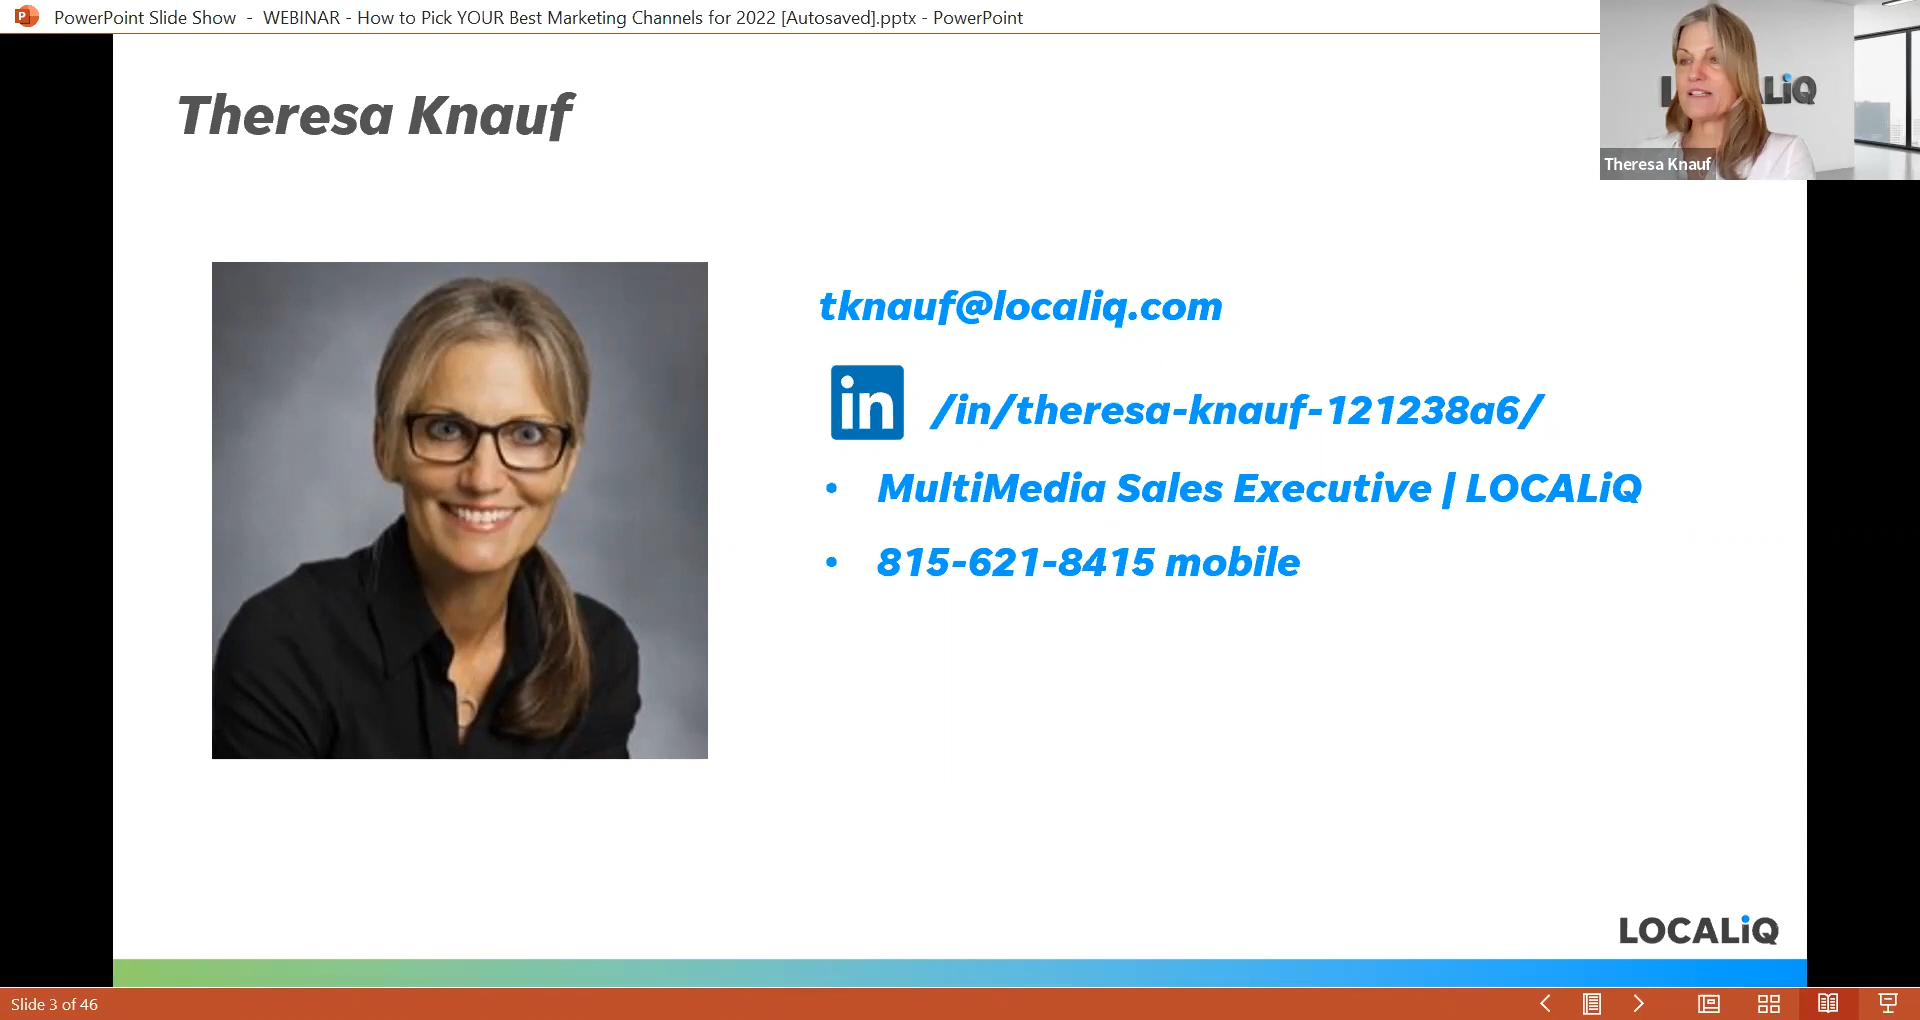 PowerPoint Slide Show - WEBINAR - How to Pick YOUR Best Marketing Channels for 2022 [Autosaved].pptx - PowerPoint
Theresa Knauf
LiQ
Theresa Knauf
tknauf@localiq.com
in /in/theresa-knauf-121238a6/
• MultiMedia Sales Executive | LOCALiQ
• 815-621-8415 mobile
LOCALiQ
Slide 3 of 46